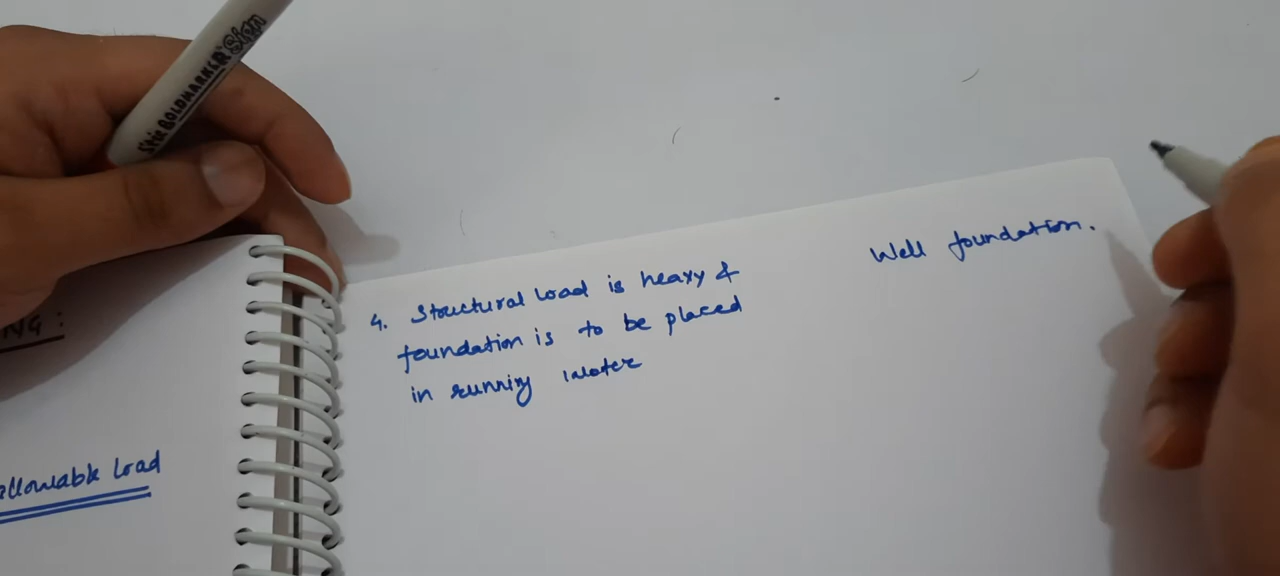 NG:
allowable load
4. Structural load is heavy &
foundation is to be placed
in running water
Well foundation.